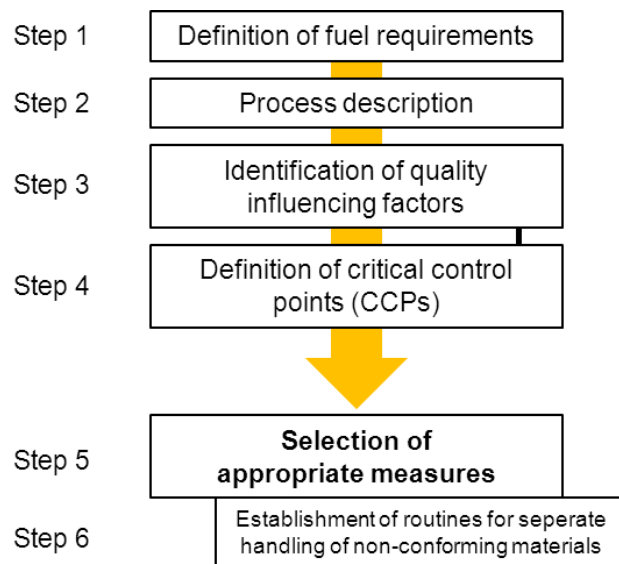 Step 1
Definition of fuel requirements
Step 2
Process description
Step 3
Identification of quality
influencing factors
Step 4
Definition of critical control
points (CCPs)
Step 5
Selection of
appropriate measures
Step 6
Establishment of routines for seperate
handling of non-conforming materials